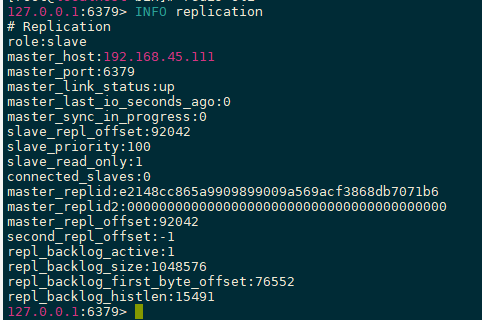 127.0.0.1:6379> INFO replication
# Replication
role:slave
master_host:192.168.45.111
master_port:6379
master_link_status:up
master_last_io_seconds_ago:0
master_sync_in_progress:0
slave_repl_offset:92042
slave_priority:100
slave_read_only:1
connected_slaves:0
master_replid:e2148cc865a9909899009a569acf3868db7071b6
master_replid2:0000000000000000000000000000000000000000
master_repl_offset:92042
second_repl_offset:-1
repl_backlog_active:1
repl_backlog_size:1048576
repl_backlog_first_byte_offset:76552
repl_backlog_histlen:15491
127.0.0.1:6379>